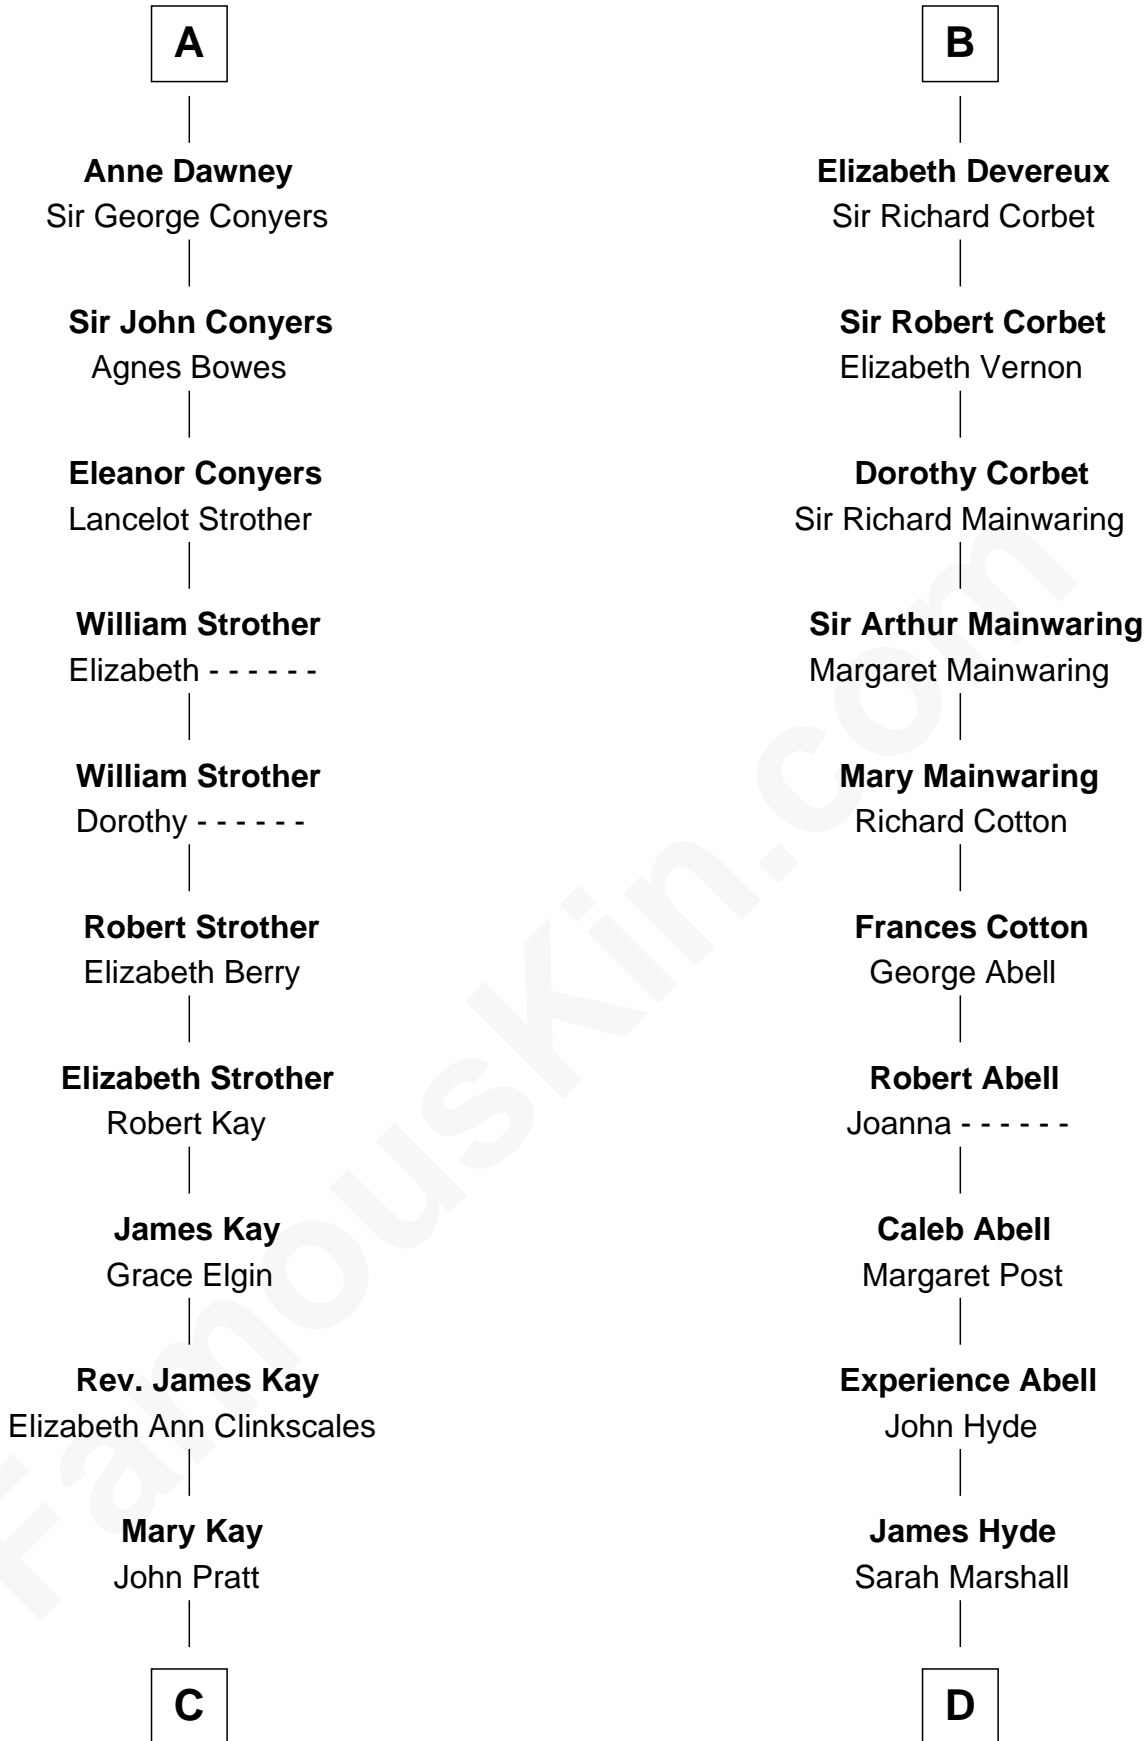 A
Anne Dawney
Sir George Conyers
Sir John Conyers
Agnes Bowes
Eleanor Conyers
Lancelot Strother
William Strother
Elizabeth - - - - - -
William Strother
Dorothy - - - - - -
Robert Strother
Elizabeth Berry
Elizabeth Strother
Robert Kay
James Kay
Grace Elgin
Rev. James Kay
Elizabeth Ann Clinkscales
Mary Kay
John Pratt
C
B
Elizabeth Devereux
Sir Richard Corbet
Sir Robert Corbet
Elizabeth Vernon
Dorothy Corbet
Sir Richard Mainwaring
Sir Arthur Mainwaring
Margaret Mainwaring
Mary Mainwaring
Richard Cotton
Frances Cotton
George Abell
Robert Abell
Joanna - - - - - -
Caleb Abell
Margaret Post
Experience Abell
John Hyde
James Hyde
Sarah Marshall
D
FamousKin.com